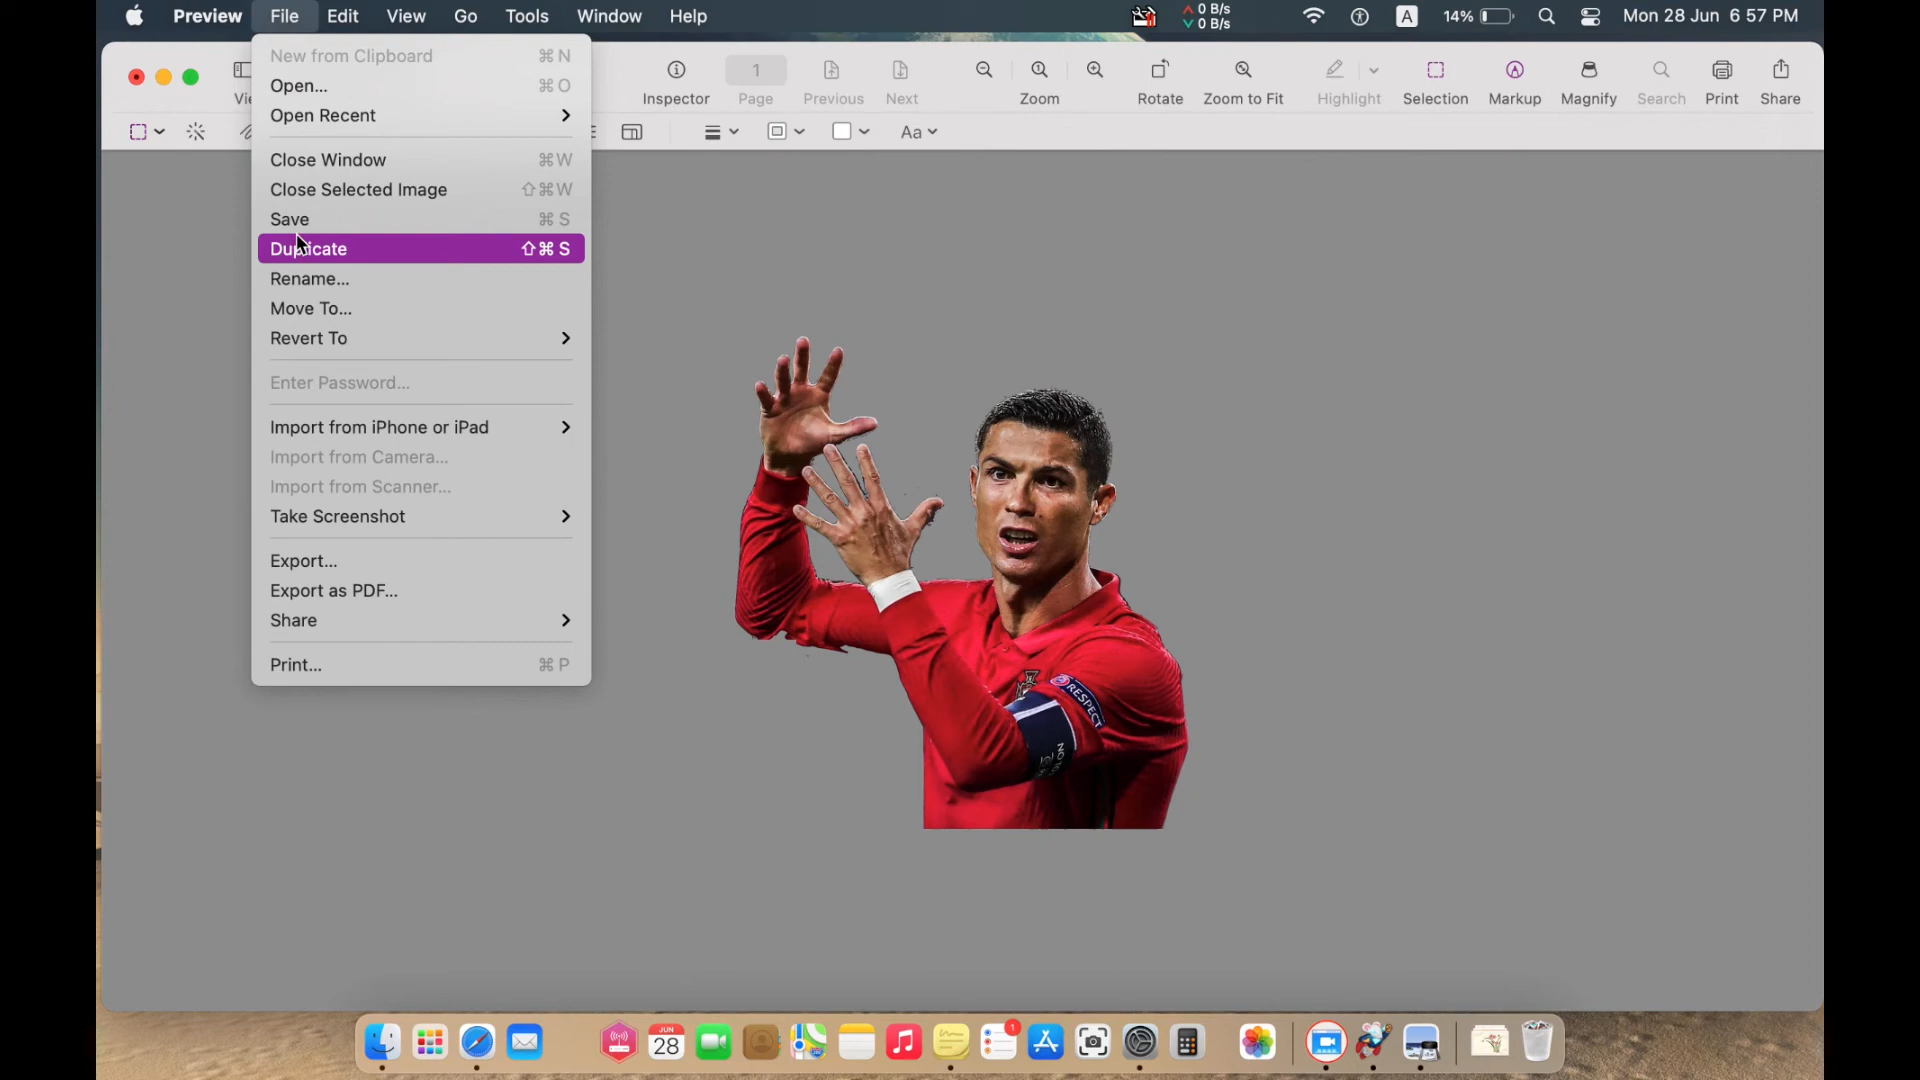 Preview File Edit View Go Tools Window Help 0 B/s 0 B/s A 14% Mon 28 Jun 6:57 PM
New from Clipboard ⌘ N
Open... ⌘ O
Open Recent
Close Window ⌘W
Close Selected Image ⇧⌘W
Save ⌘ S
Duplicate ⇧⌘ S
Rename...
Move To...
Revert To
Enter Password...
Import from iPhone or iPad
Import from Camera...
Import from Scanner...
Take Screenshot
Export...
Export as PDF...
Share
Print... ⌘ P
1
Inspector Page Previous Next Zoom Rotate Zoom to Fit Highlight Selection Markup Magnify Search Print Share
Aa
RESPECT
JUN
28
1